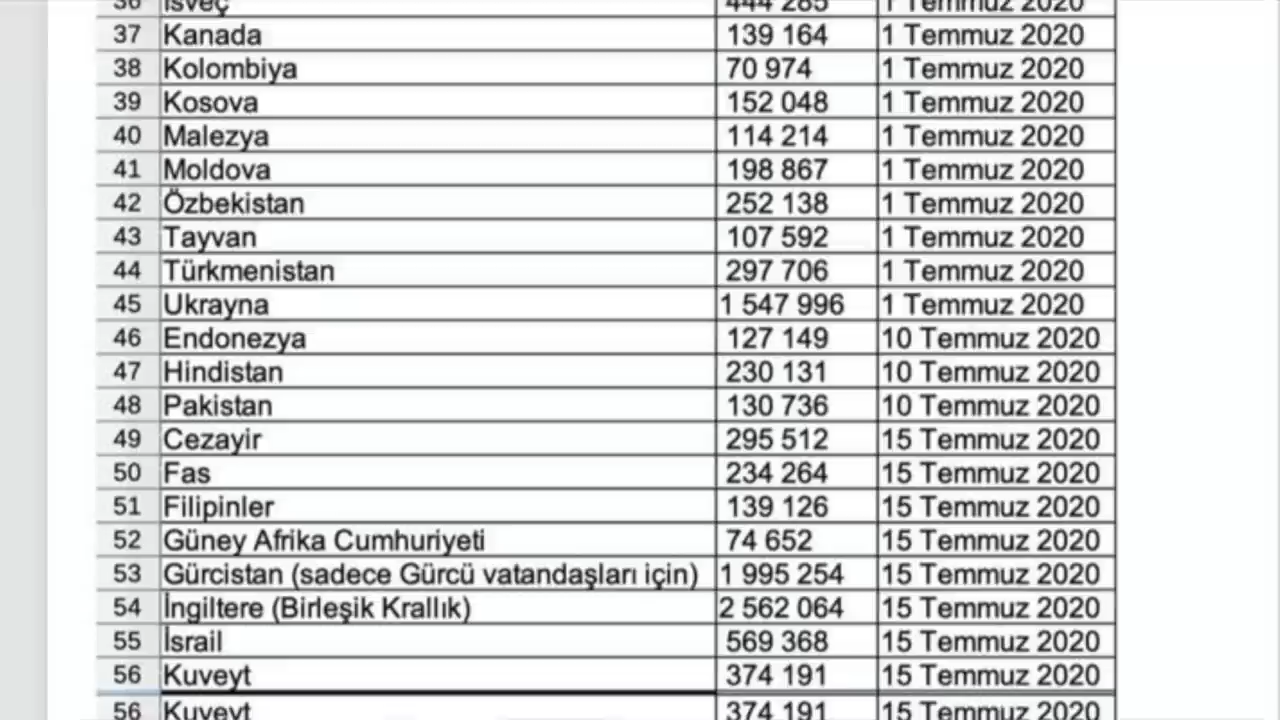 36 İsveç 444 285 1 Temmuz 2020
37 Kanada 139 164 1 Temmuz 2020
38 Kolombiya 70 974 1 Temmuz 2020
39 Kosova 152 048 1 Temmuz 2020
40 Malezya 114 214 1 Temmuz 2020
41 Moldova 198 867 1 Temmuz 2020
42 Özbekistan 252 138 1 Temmuz 2020
43 Tayvan 107 592 1 Temmuz 2020
44 Türkmenistan 297 706 1 Temmuz 2020
45 Ukrayna 1 547 996 1 Temmuz 2020
46 Endonezya 127 149 10 Temmuz 2020
47 Hindistan 230 131 10 Temmuz 2020
48 Pakistan 130 736 10 Temmuz 2020
49 Cezayir 295 512 15 Temmuz 2020
50 Fas 234 264 15 Temmuz 2020
51 Filipinler 139 126 15 Temmuz 2020
52 Güney Afrika Cumhuriyeti 74 652 15 Temmuz 2020
53 Gürcistan (sadece Gürcü vatandaşları için) 1 995 254 15 Temmuz 2020
54 İngiltere (Birleşik Krallık) 2 562 064 15 Temmuz 2020
55 İsrail 569 368 15 Temmuz 2020
56 Kuveyt 374 191 15 Temmuz 2020
56 Kuveyt 374 191 15 Temmuz 2020